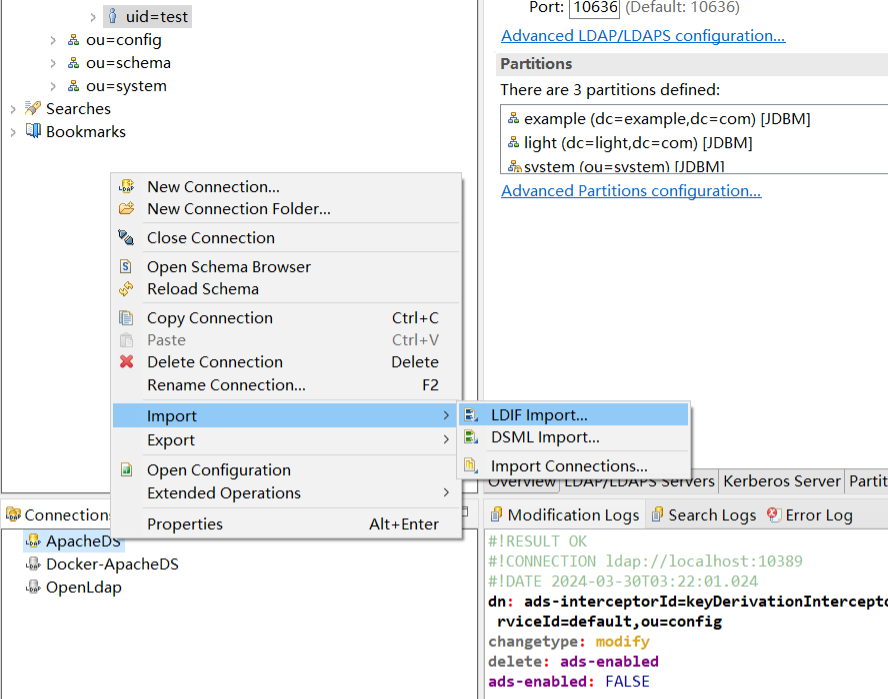 uid=test
ou=config
ou=schema
ou=system
Searches
Bookmarks
Port: 10636 (Default: 10636)
Advanced LDAP/LDAPS configuration...
Partitions
There are 3 partitions defined:
example (dc=example,dc=com) [JDBM]
light (dc=light,dc=com) [JDBM]
system (ou=system) [JDBM]
Advanced Partitions configuration...
New Connection...
New Connection Folder...
Close Connection
Open Schema Browser
Reload Schema
Copy Connection Ctrl+C
Paste Ctrl+V
Delete Connection Delete
Rename Connection... F2
Import
Export
Open Configuration
Extended Operations
Properties Alt+Enter
LDIF Import...
DSML Import...
Import Connections...
Overview LDAP/LDAPS Servers Kerberos Server Partit
Connections
ApacheDS
Docker-ApacheDS
OpenLdap
Modification Logs Search Logs Error Log
#!RESULT OK
#!CONNECTION ldap://localhost:10389
#!DATE 2024-03-30T03:22:01.024
dn: ads-interceptorId=keyDerivationIntercepto
rviceId=default,ou=config
changetype: modify
delete: ads-enabled
ads-enabled: FALSE